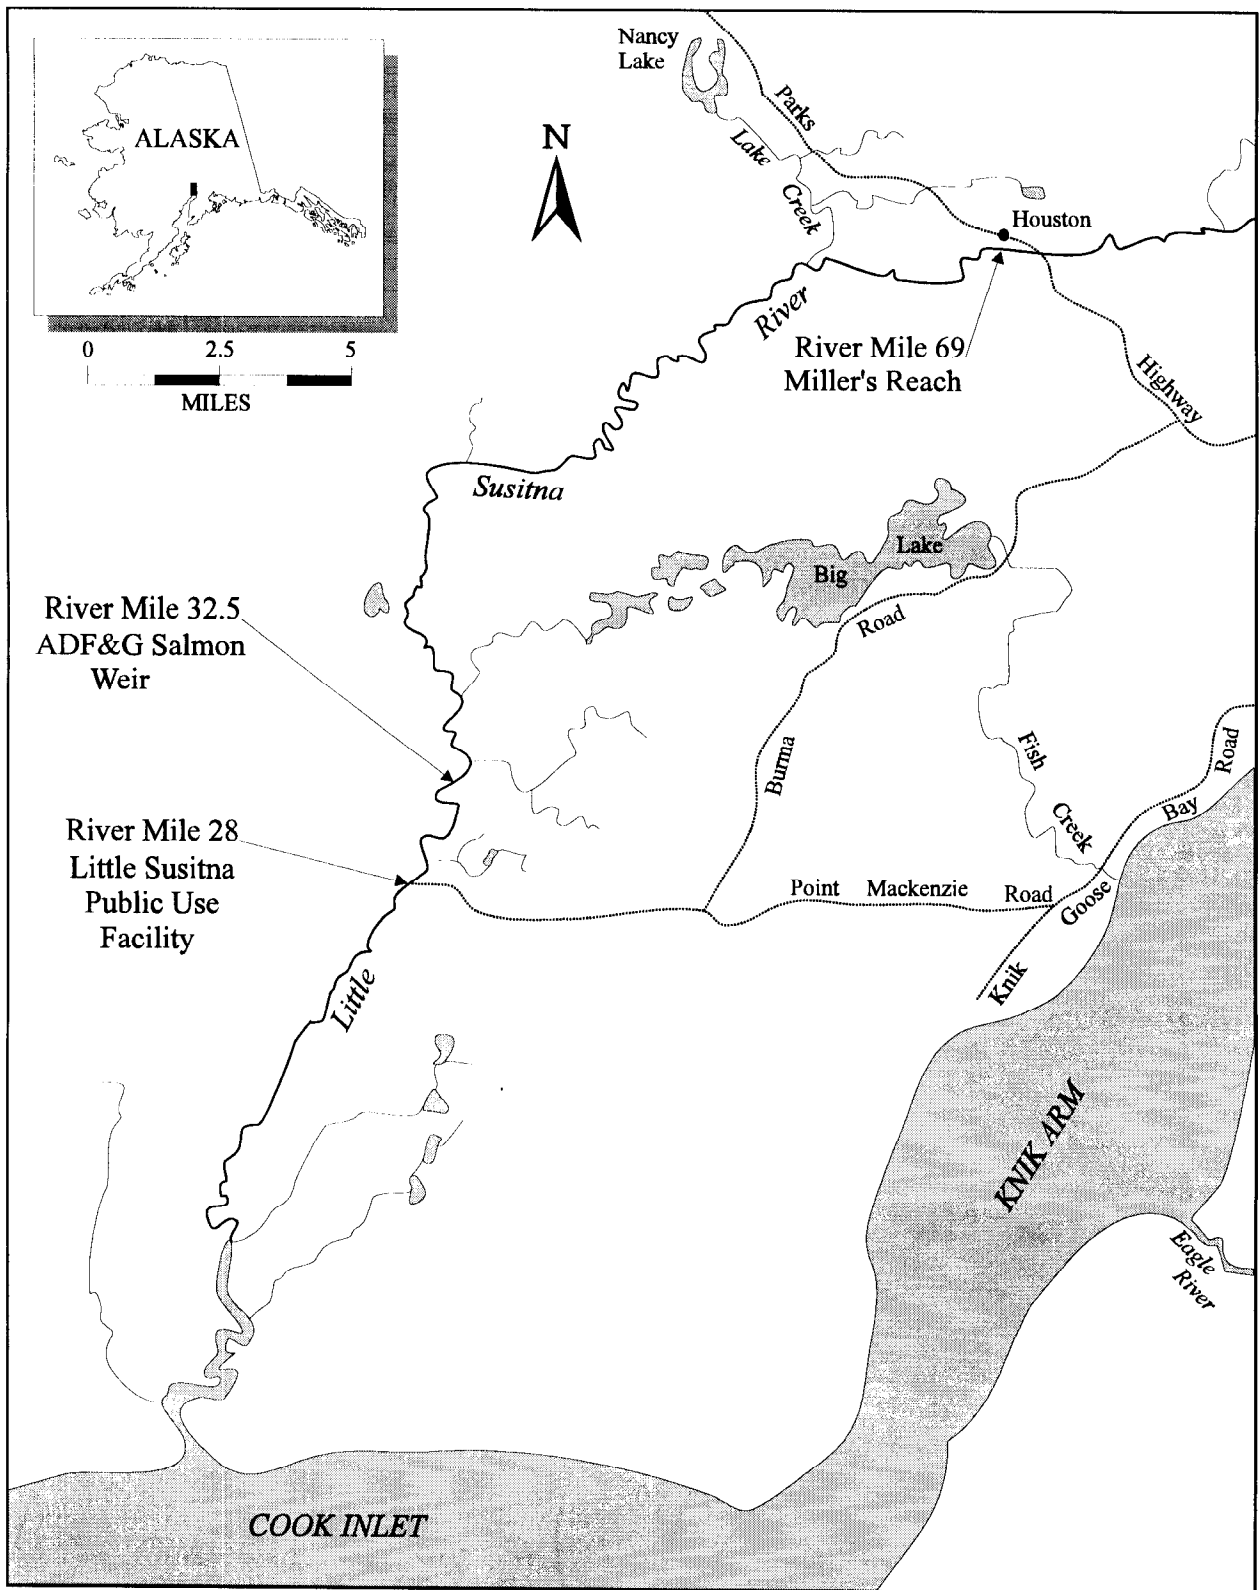 Nancy
Lake
Parks
ALASKA
N
Lake
Creek
Houston
River
0 2.5 5
MILES
River Mile 69
Miller's Reach
Highway
Susitna
Lake
Big
Road
River Mile 32.5
ADF&G Salmon
Weir
Burma
Fish
Creek
Road
Bay
River Mile 28
Little Susitna
Public Use
Facility
Point Mackenzie Road
Goose
Knik
Little
KNIK ARM
Eagle
River
COOK INLET